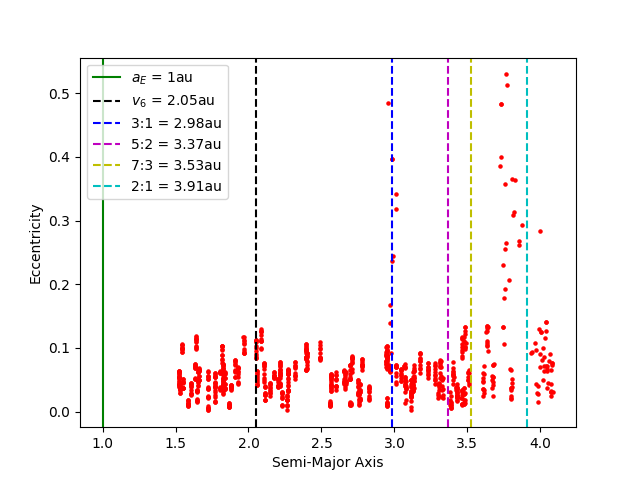 a_E = 1au
v_6 = 2.05au
3:1 = 2.98au
5:2 = 3.37au
7:3 = 3.53au
2:1 = 3.91au
0.5
0.4
0.3
0.2
0.1
0.0
Eccentricity
1.0 1.5 2.0 2.5 3.0 3.5 4.0
Semi-Major Axis